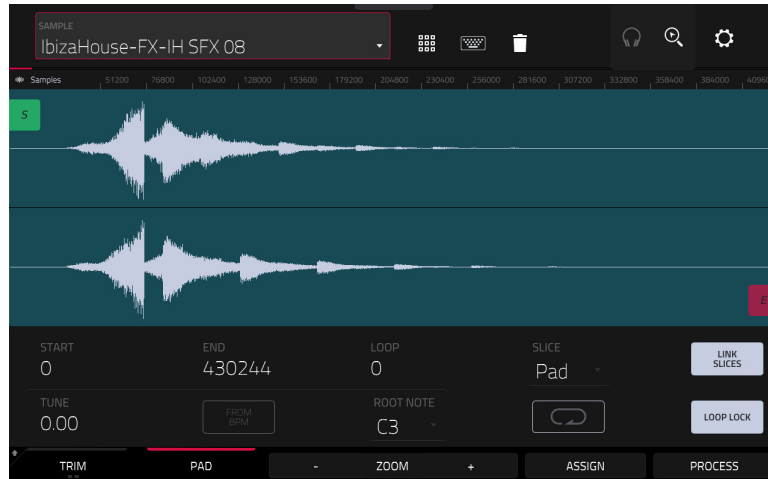 SAMPLE
IbizaHouse-FX-IH SFX 08
Samples 51200 76800 102400 128000 153600 179200 204800 230400 256000 281600 307200 332800 358400 384000 40960
S
E
START END LOOP SLICE
0 430244 0 Pad
LINK
SLICES
TUNE ROOT NOTE
0.00 FROM
BPM C3 LOOP LOCK
TRIM PAD - ZOOM + ASSIGN PROCESS